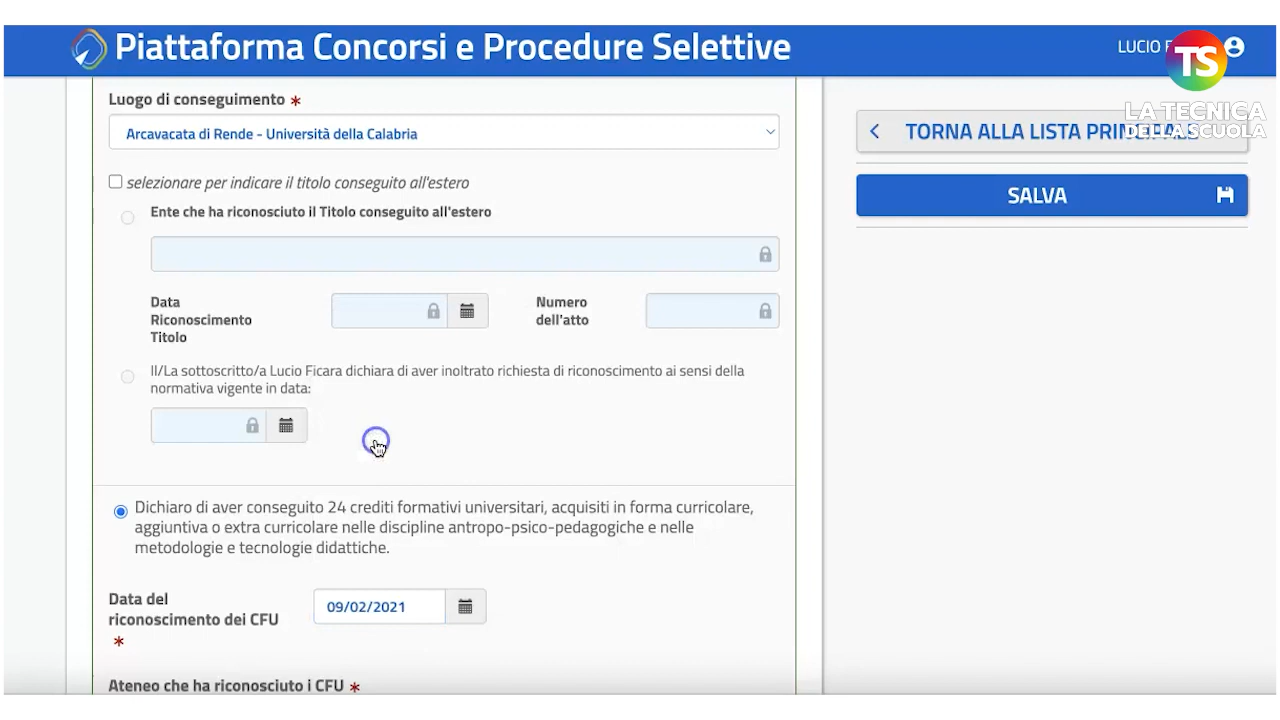 Piattaforma Concorsi e Procedure Selettive
LUCIO F
TS
LA TECNICA
DELLA SCUOLA
Luogo di conseguimento *
Arcavacata di Rende - Università della Calabria
TORNA ALLA LISTA PRINCIPALE
selezionare per indicare il titolo conseguito all'estero
SALVA
Ente che ha riconosciuto il Titolo conseguito all'estero
Data
Riconoscimento
Titolo
Numero
dell'atto
Il/La sottoscritto/a Lucio Ficara dichiara di aver inoltrato richiesta di riconoscimento ai sensi della
normativa vigente in data:
Dichiaro di aver conseguito 24 crediti formativi universitari, acquisiti in forma curricolare,
aggiuntiva o extra curricolare nelle discipline antropo-psico-pedagogiche e nelle
metodologie e tecnologie didattiche.
Data del
riconoscimento dei CFU
*
09/02/2021
Ateneo che ha riconosciuto i CFU *